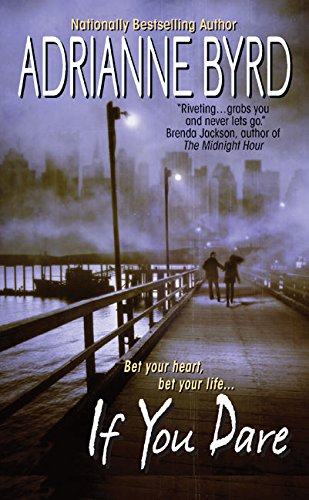 Nationally Bestselling Author
ADRIANNE BYRD
"Riveting...grabs you
and never lets go."
Brenda Jackson, author of
The Midnight Hour
Bet your heart,
bet your life...
If You Dare